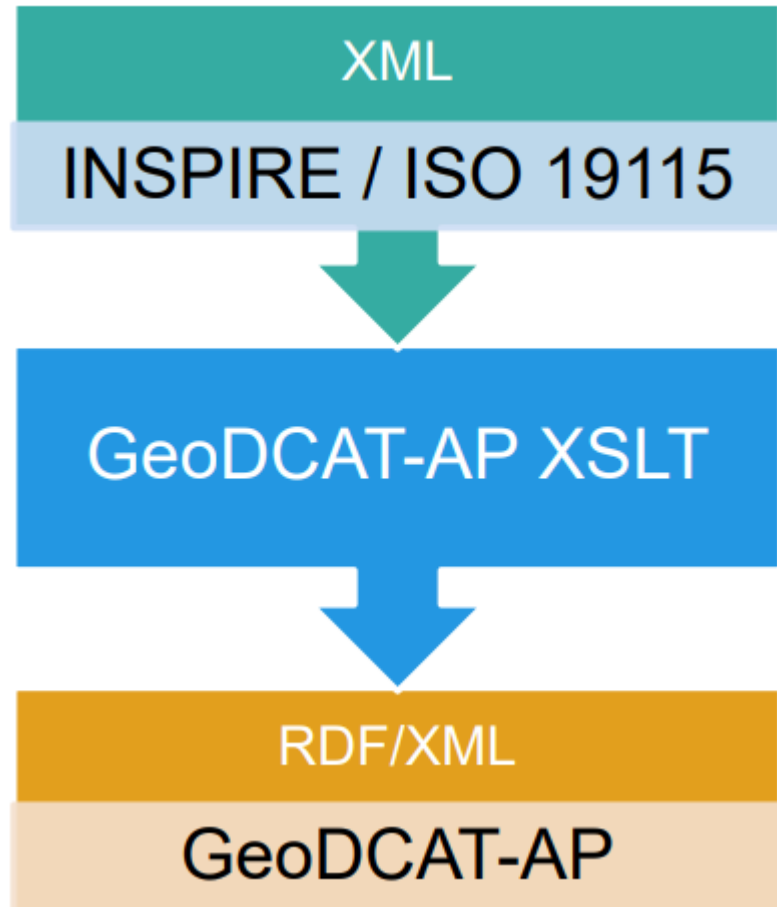 XML
INSPIRE / ISO 19115
GeoDCAT-AP XSLT
RDF/XML
GeoDCAT-AP